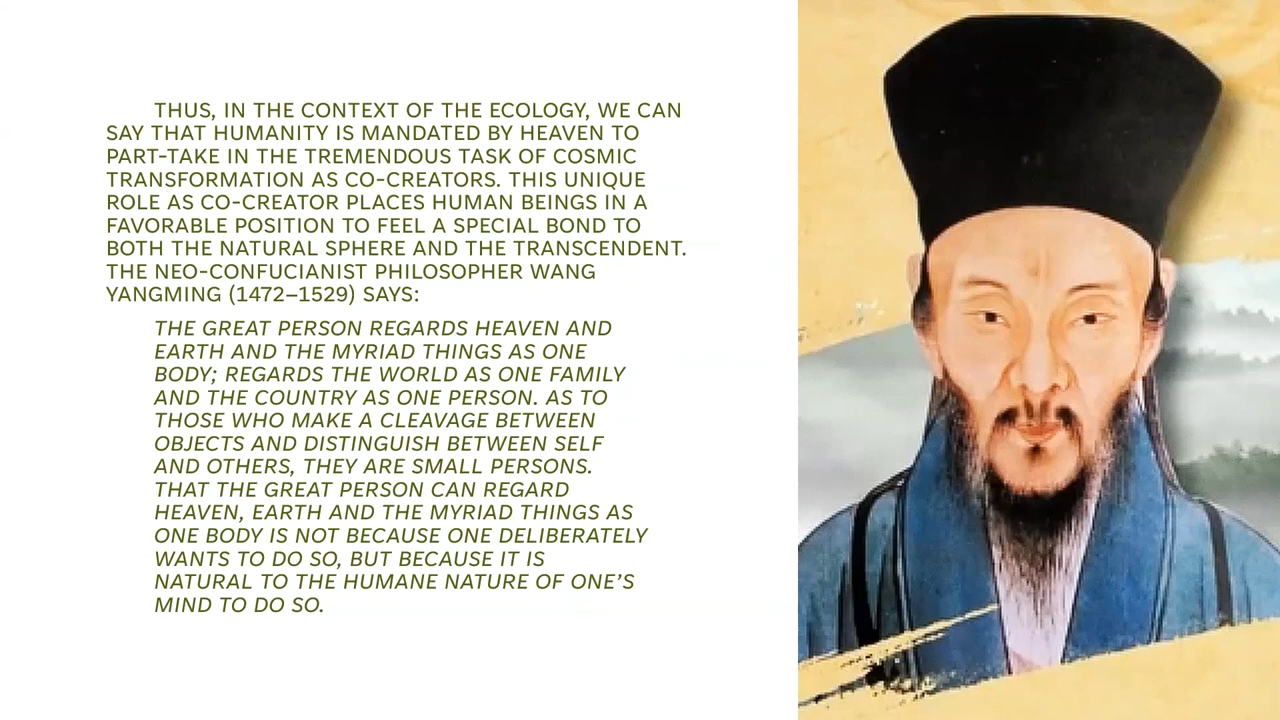 THUS, IN THE CONTEXT OF THE ECOLOGY, WE CAN
SAY THAT HUMANITY IS MANDATED BY HEAVEN TO
PART-TAKE IN THE TREMENDOUS TASK OF COSMIC
TRANSFORMATION AS CO-CREATORS. THIS UNIQUE
ROLE AS CO-CREATOR PLACES HUMAN BEINGS IN A
FAVORABLE POSITION TO FEEL A SPECIAL BOND TO
BOTH THE NATURAL SPHERE AND THE TRANSCENDENT.
THE NEO-CONFUCIANIST PHILOSOPHER WANG
YANGMING (1472–1529) SAYS:
THE GREAT PERSON REGARDS HEAVEN AND
EARTH AND THE MYRIAD THINGS AS ONE
BODY; REGARDS THE WORLD AS ONE FAMILY
AND THE COUNTRY AS ONE PERSON. AS TO
THOSE WHO MAKE A CLEAVAGE BETWEEN
OBJECTS AND DISTINGUISH BETWEEN SELF
AND OTHERS, THEY ARE SMALL PERSONS.
THAT THE GREAT PERSON CAN REGARD
HEAVEN, EARTH AND THE MYRIAD THINGS AS
ONE BODY IS NOT BECAUSE ONE DELIBERATELY
WANTS TO DO SO, BUT BECAUSE IT IS
NATURAL TO THE HUMANE NATURE OF ONE’S
MIND TO DO SO.